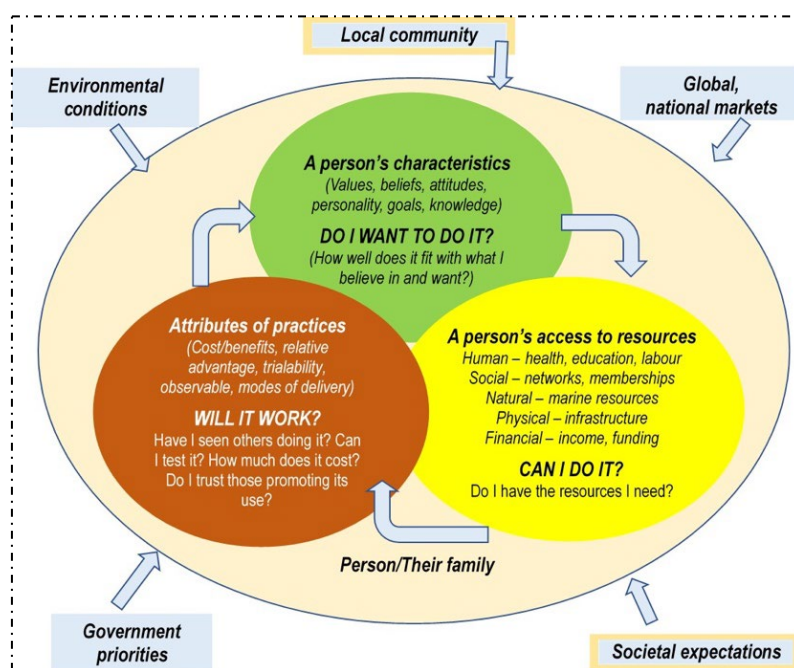 Local community
Environmental
conditions
Global,
national markets
A person's characteristics
(Values, beliefs, attitudes,
personality, goals, knowledge)
DO I WANT TO DO IT?
(How well does it fit with what I
believe in and want?)
Attributes of practices
(Cost/benefits, relative
advantage, trialability,
observable, modes of delivery)
WILL IT WORK?
Have I seen others doing it? Can
I test it? How much does it cost?
Do I trust those promoting its
use?
A person's access to resources
Human – health, education, labour
Social – networks, memberships
Natural – marine resources
Physical – infrastructure
Financial – income, funding
CAN I DO IT?
Do I have the resources I need?
Person/Their family
Government
priorities
Societal expectations